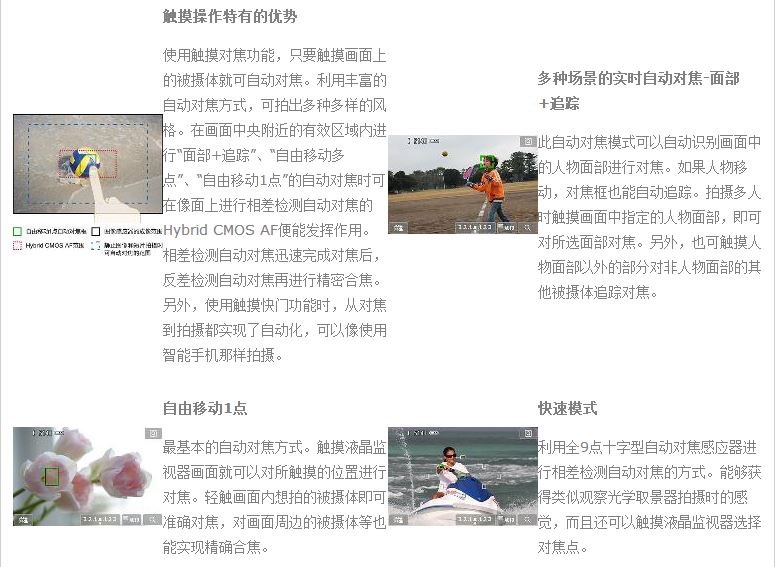 触摸操作特有的优势
使用触摸对焦功能，只要触摸画面上
的被摄体就可自动对焦。利用丰富的
自动对焦方式，可拍出多种多样的风
格。在画面中央附近的有效区域内进
行“面部+追踪”、“自由移动多
点”、“自由移动1点”的自动对焦时可
在像面上进行相差检测自动对焦的
Hybrid CMOS AF便能发挥作用。
相差检测自动对焦迅速完成对焦后，
反差检测自动对焦再进行精密合焦。
另外，使用触摸快门功能时，从对焦
到拍摄都实现了自动化，可以像使用
智能手机那样拍摄。
自由移动1点自动对焦框
Hybrid CMOS AF范围
多种场景的实时自动对焦-面部
+追踪
此自动对焦模式可以自动识别画面中
的人物面部进行对焦。如果人物移
动，对焦框也能自动追踪。拍摄多人
时触摸画面中指定的人物面部，即可
对所选面部对焦。另外，也可触摸人
物面部以外的部分对非人物面部的其
他被摄体追踪对焦。
自由移动1点
最基本的自动对焦方式。触摸液晶监
视器画面就可以对所触摸的位置进行
对焦。轻触画面内想拍的被摄体即可
准确对焦，对画面周边的被摄体等也
能实现精确合焦。
快速模式
利用全9点十字型自动对焦感应器进
行相差检测自动对焦的方式。能够获
得类似观察光学取景器拍摄时的感
觉，而且还可以触摸液晶监视器选择
对焦点。